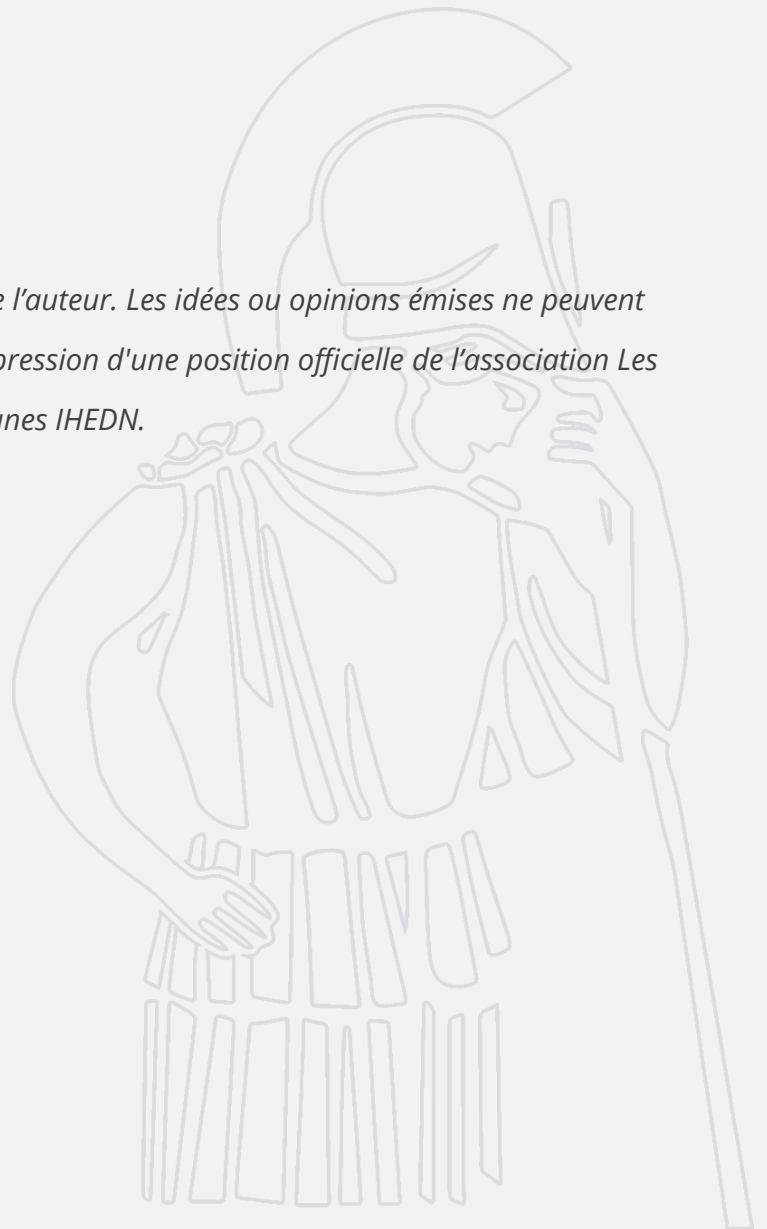 e l’auteur. Les idées ou opinions émises ne peuvent
pression d'une position officielle de l’association Les
unes IHEDN.